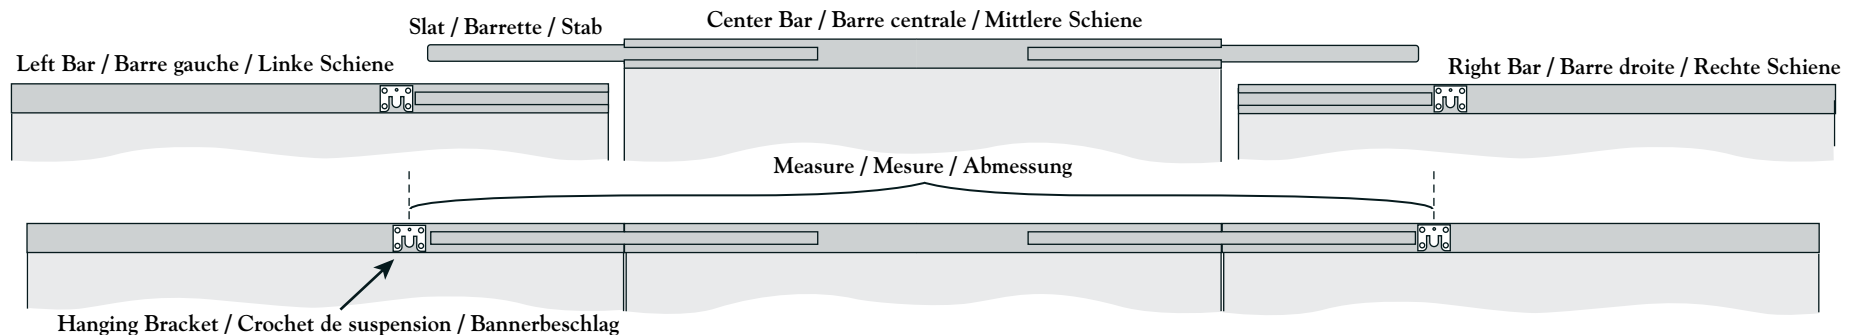 Center Bar / Barre centrale / Mittlere Schiene
Slat / Barrette / Stab
Left Bar / Barre gauche / Linke Schiene
Right Bar / Barre droite / Rechte Schiene
Measure / Mesure / Abmessung
Hanging Bracket / Crochet de suspension / Bannerbeschlag